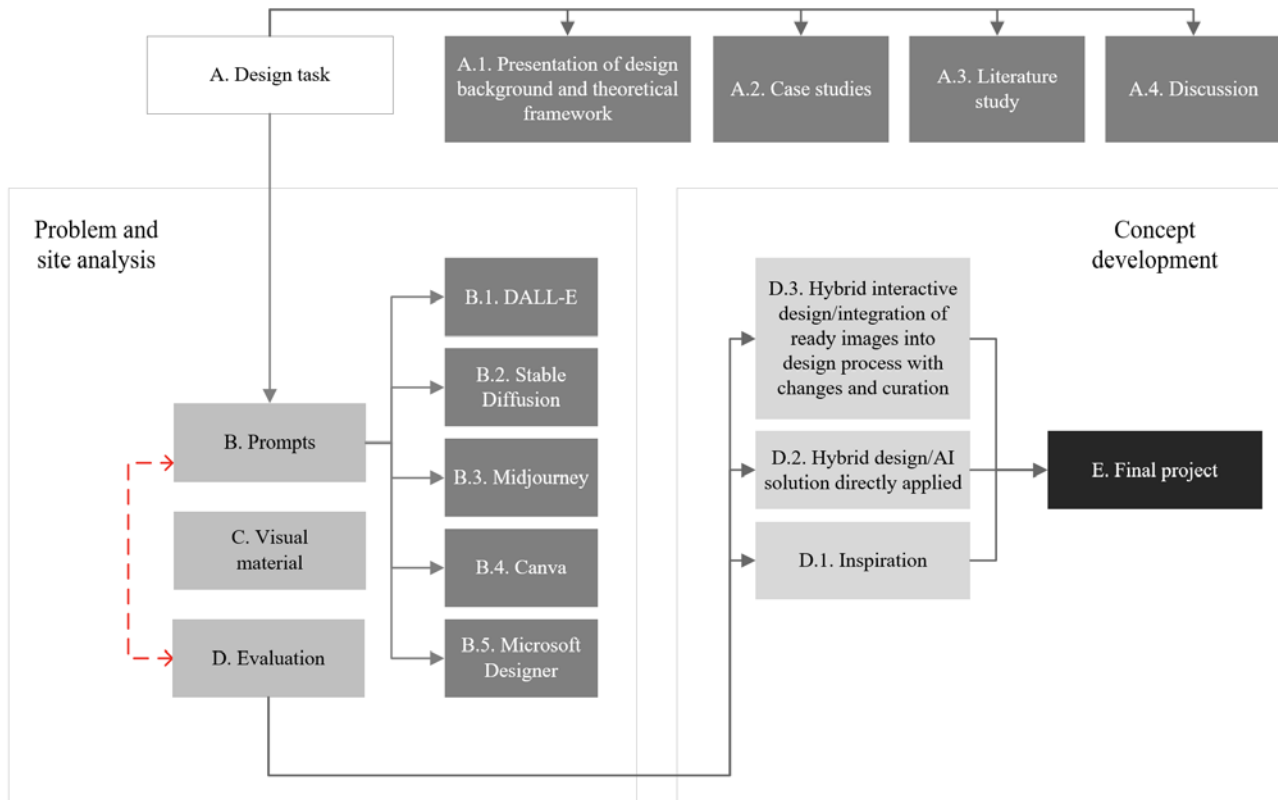 A. Design task
A.1. Presentation of design
background and theoretical
framework
A.2. Case studies
A.3. Literature
study
A.4. Discussion
Problem and
site analysis
B. Prompts
C. Visual
material
D. Evaluation
B.1. DALL-E
B.2. Stable
Diffusion
B.3. Midjourney
B.4. Canva
B.5. Microsoft
Designer
Concept
development
D.3. Hybrid interactive
design/integration of
ready images into
design process with
changes and curation
D.2. Hybrid design/AI
solution directly applied
D.1. Inspiration
E. Final project